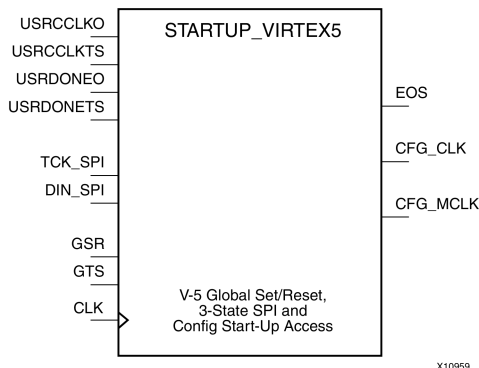 USRCCLKO
USRCCLKTS
USRDONEO
USRDONETS
TCK_SPI
DIN_SPI
GSR
GTS
CLK
STARTUP_VIRTEX5
V-5 Global Set/Reset,
3-State SPI and
Config Start-Up Access
EOS
CFG_CLK
CFG_MCLK
X10959